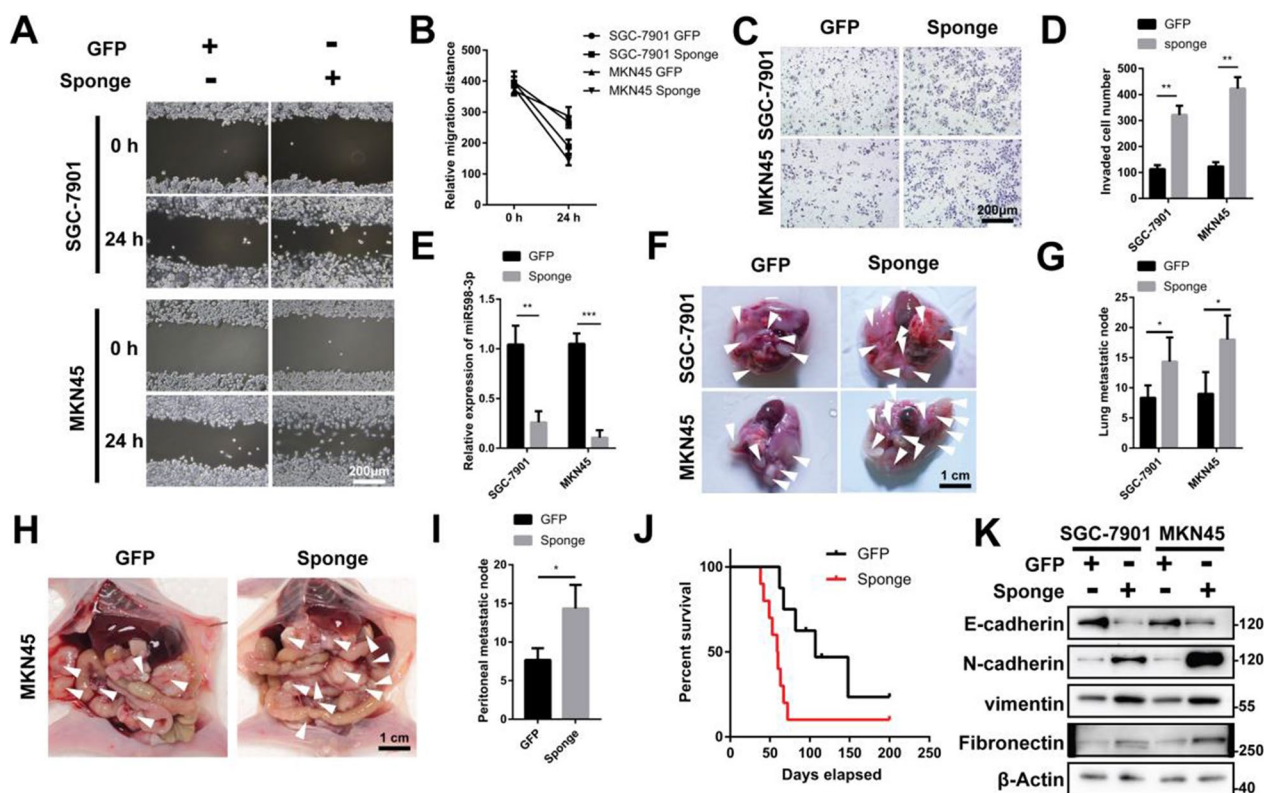 A
GFP + -
Sponge - +
SGC-7901
0 h
24 h
MKN45
0 h
24 h
200μm
B
SGC-7901 GFP
SGC-7901 Sponge
MKN45 GFP
MKN45 Sponge
Relative migration distance
500
400
300
200
100
0
0 h 24 h
C
GFP Sponge
SGC-7901
MKN45
200μm
D
GFP
sponge
Invaded cell number
500
400
300
200
100
0
** **
SGC-7901 MKN45
E
GFP
Sponge
Relative expression of miR598-3p
1.5
1.0
0.5
0.0
** ***
SGC-7901 MKN45
F
GFP Sponge
SGC-7901
MKN45
1 cm
G
GFP
Sponge
Lung metastatic node
25
20
15
10
5
0
* *
SGC-7901 MKN45
H
GFP Sponge
MKN45
1 cm
I
GFP
Sponge
Peritoneal metastatic node
20
15
10
5
0
*
GFP Sponge
J
GFP
Sponge
Percent survival
100
50
0
0 50 100 150 200 250
Days elapsed
K
SGC-7901 MKN45
GFP + - + -
Sponge - + - +
E-cadherin -120
N-cadherin -120
vimentin -55
Fibronectin -250
β-Actin -40